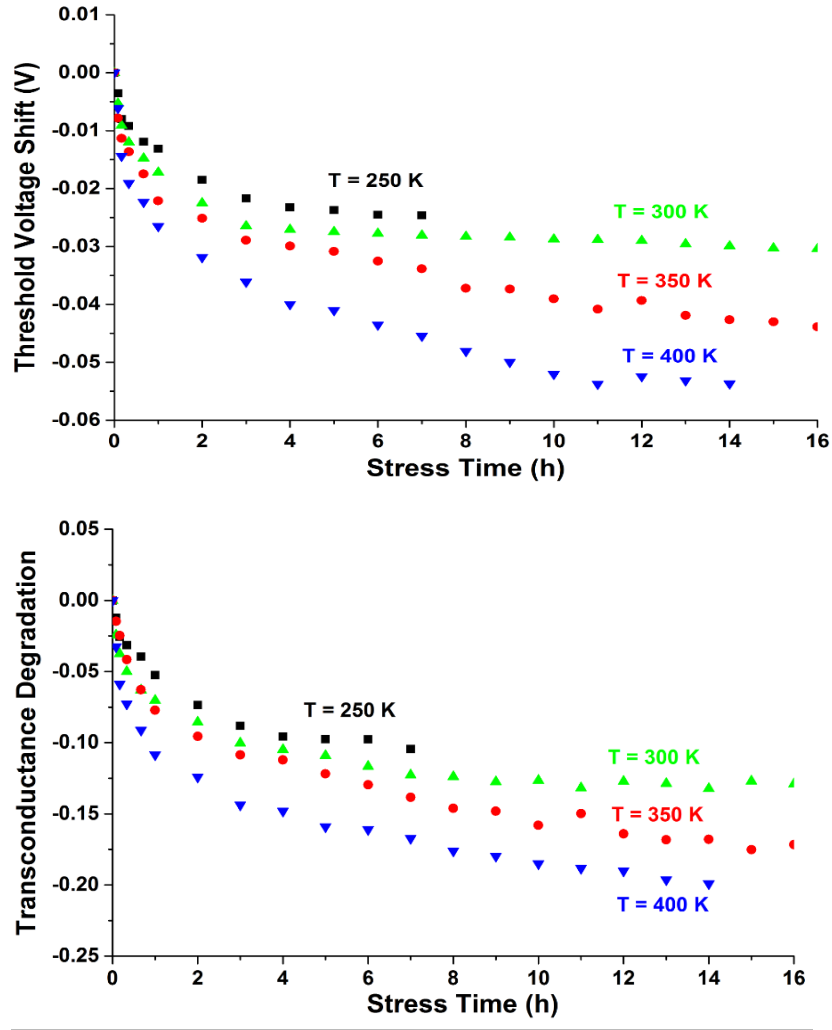 Threshold Voltage Shift (V)
0.01
0.00
-0.01
-0.02
-0.03
-0.04
-0.05
-0.06
T = 250 K
T = 300 K
T = 350 K
T = 400 K
0 2 4 6 8 10 12 14 16
Stress Time (h)
Transconductance Degradation
0.05
0.00
-0.05
-0.10
-0.15
-0.20
-0.25
T = 250 K
T = 300 K
T = 350 K
T = 400 K
0 2 4 6 8 10 12 14 16
Stress Time (h)